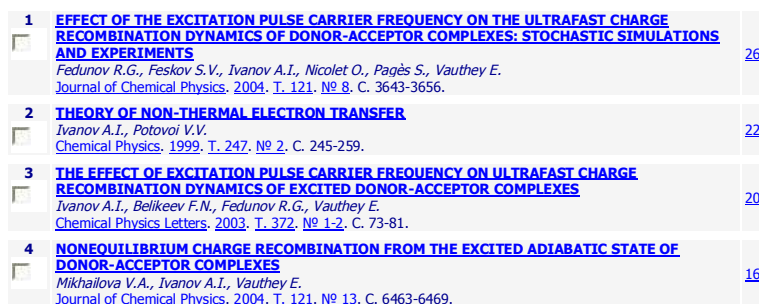 1 EFFECT OF THE EXCITATION PULSE CARRIER FREQUENCY ON THE ULTRAFAST CHARGE
RECOMBINATION DYNAMICS OF DONOR-ACCEPTOR COMPLEXES: STOCHASTIC SIMULATIONS
AND EXPERIMENTS
Fedunov R.G., Feskov S.V., Ivanov A.I., Nicolet O., Pagès S., Vauthey E.
Journal of Chemical Physics. 2004. Т. 121. № 8. С. 3643-3656.
26
2 THEORY OF NON-THERMAL ELECTRON TRANSFER
Ivanov A.I., Potovoi V.V.
Chemical Physics. 1999. Т. 247. № 2. С. 245-259.
22
3 THE EFFECT OF EXCITATION PULSE CARRIER FREQUENCY ON ULTRAFAST CHARGE
RECOMBINATION DYNAMICS OF EXCITED DONOR-ACCEPTOR COMPLEXES
Ivanov A.I., Belikeev F.N., Fedunov R.G., Vauthey E.
Chemical Physics Letters. 2003. Т. 372. № 1-2. С. 73-81.
20
4 NONEQUILIBRIUM CHARGE RECOMBINATION FROM THE EXCITED ADIABATIC STATE OF
DONOR-ACCEPTOR COMPLEXES
Mikhailova V.A., Ivanov A.I., Vauthey E.
Journal of Chemical Physics. 2004. Т. 121. № 13. С. 6463-6469.
16